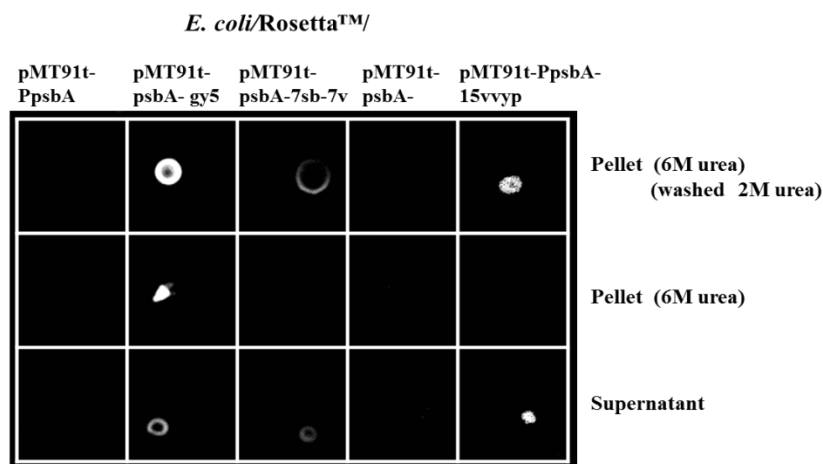 E. coli/Rosetta™/
pMT91t-
PpsbA
pMT91t-
psbA- gy5
pMT91t-
psbA-7sb-7v
pMT91t-
psbA-
pMT91t-PpsbA-
15vvyp
Pellet (6M urea)
(washed 2M urea)
Pellet (6M urea)
Supernatant